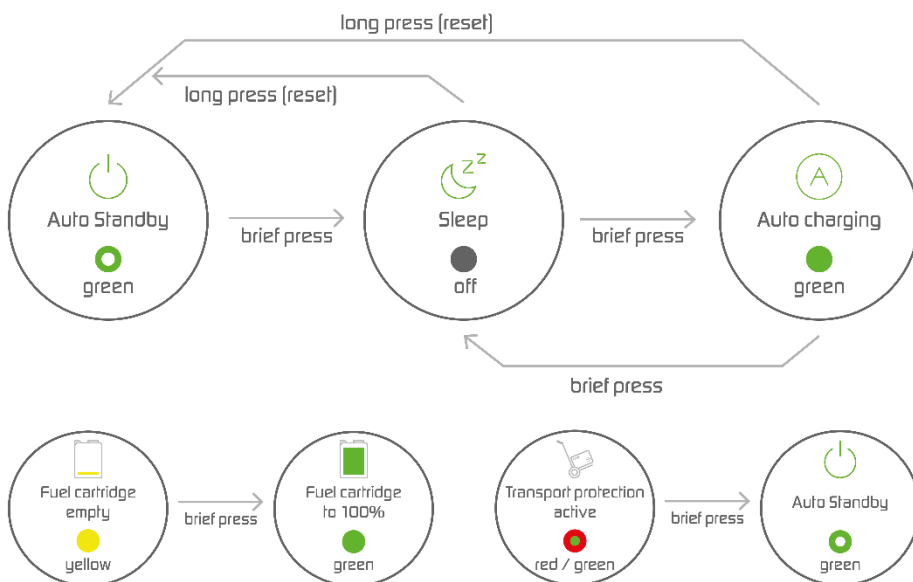 long press (reset)
long press (reset)
Auto Standby
green
brief press
z z
Sleep
off
brief press
A
Auto charging
green
brief press
Fuel cartridge
empty
yellow
brief press
Fuel cartridge
to 100%
green
Transport protection
active
red / green
brief press
Auto Standby
green